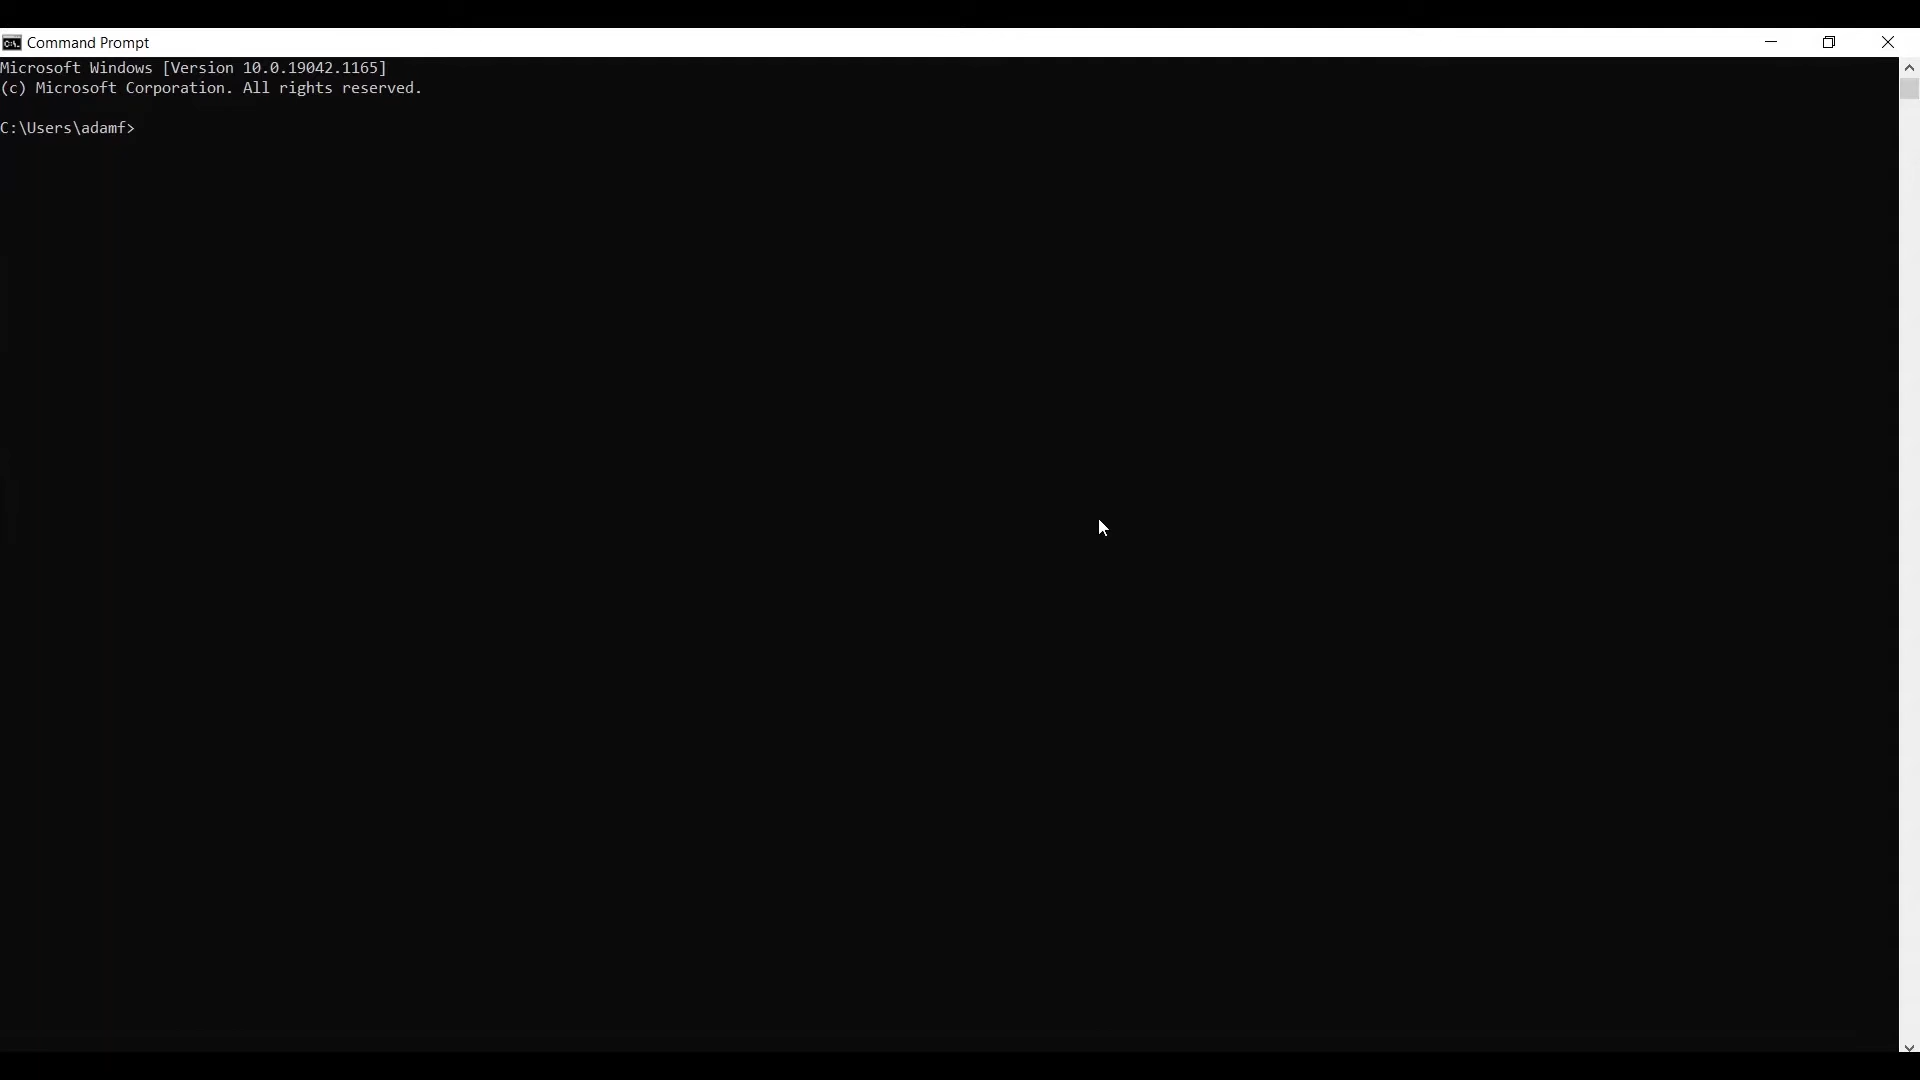 Command Prompt
Microsoft Windows [Version 10.0.19042.1165]
(c) Microsoft Corporation. All rights reserved.
C:\Users\adamf>